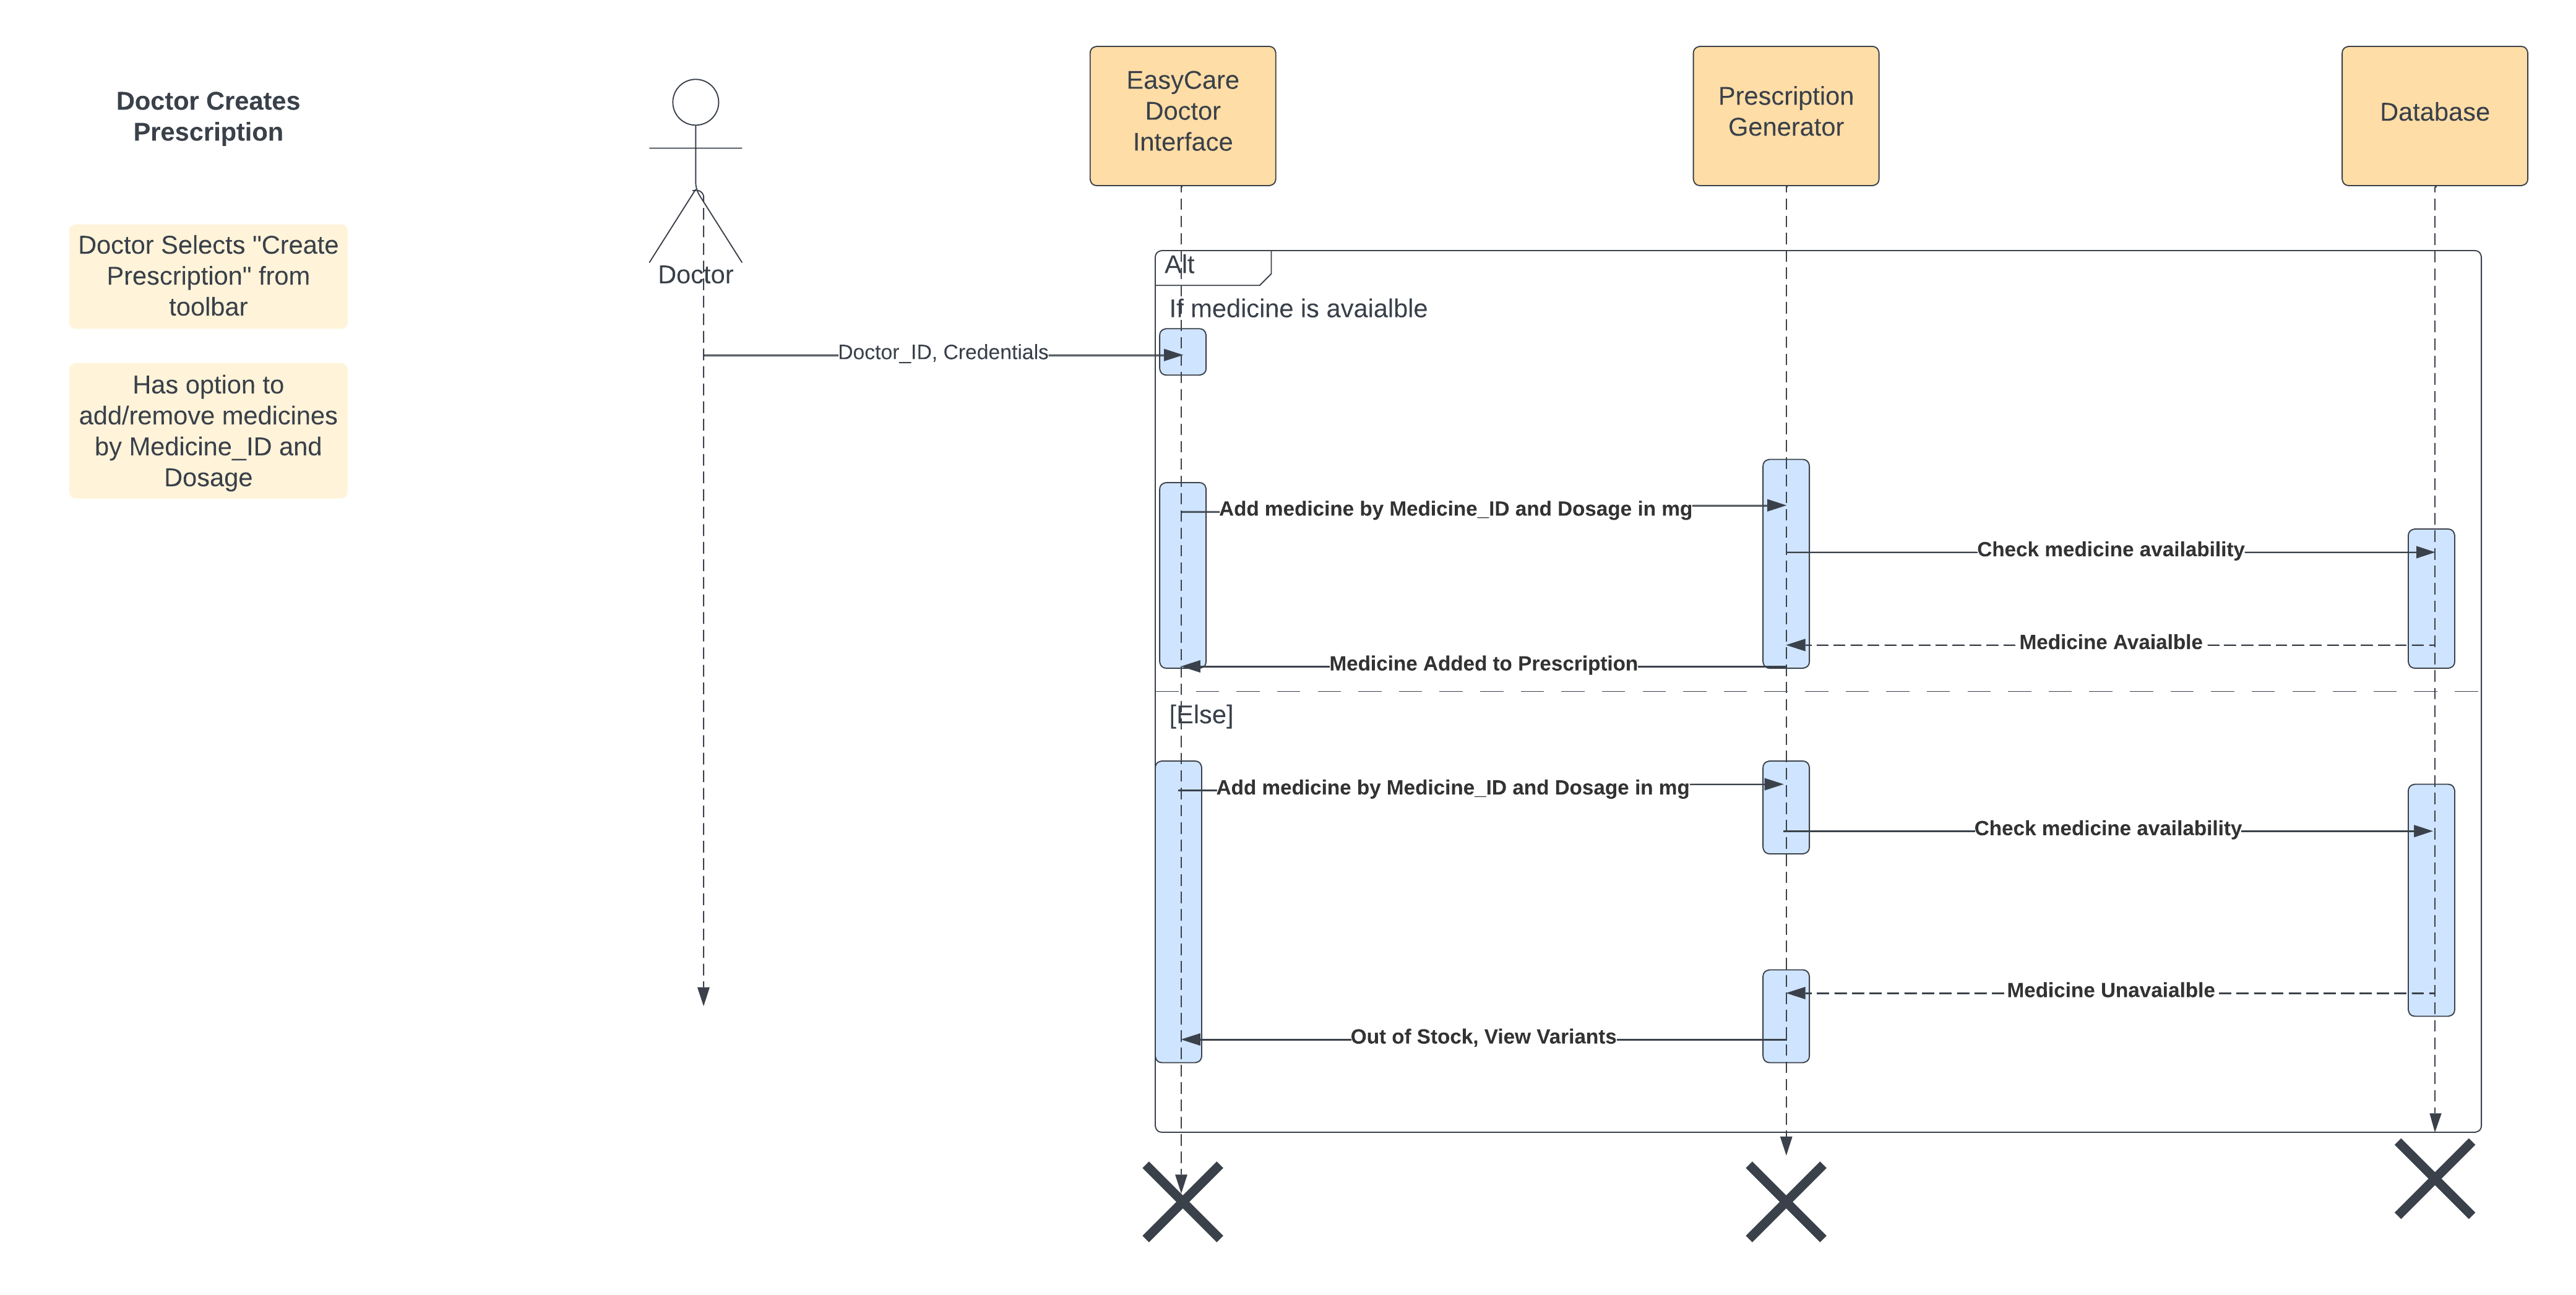 Doctor Creates
Prescription
Doctor Selects "Create
Prescription" from
toolbar
Has option to
add/remove medicines
by Medicine_ID and
Dosage
Doctor
EasyCare
Doctor
Interface
Prescription
Generator
Database
Alt
If medicine is avaialble
Doctor_ID, Credentials
Add medicine by Medicine_ID and Dosage in mg
Check medicine availability
Medicine Avaialble
Medicine Added to Prescription
[Else]
Add medicine by Medicine_ID and Dosage in mg
Check medicine availability
Medicine Unavaialble
Out of Stock, View Variants